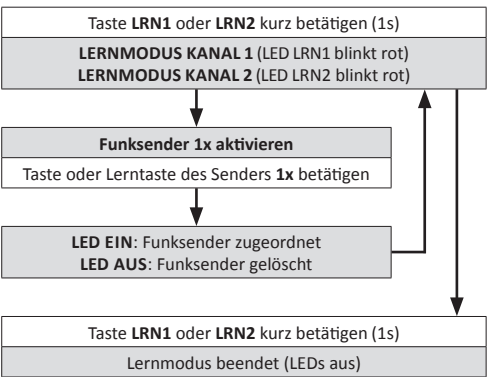 Taste LRN1 oder LRN2 kurz betätigen (1s)
LERNMODUS KANAL 1 (LED LRN1 blinkt rot)
LERNMODUS KANAL 2 (LED LRN2 blinkt rot)
Funksender 1x aktivieren
Taste oder Lerntaste des Senders 1x betätigen
LED EIN: Funksender zugeordnet
LED AUS: Funksender gelöscht
Taste LRN1 oder LRN2 kurz betätigen (1s)
Lernmodus beendet (LEDs aus)